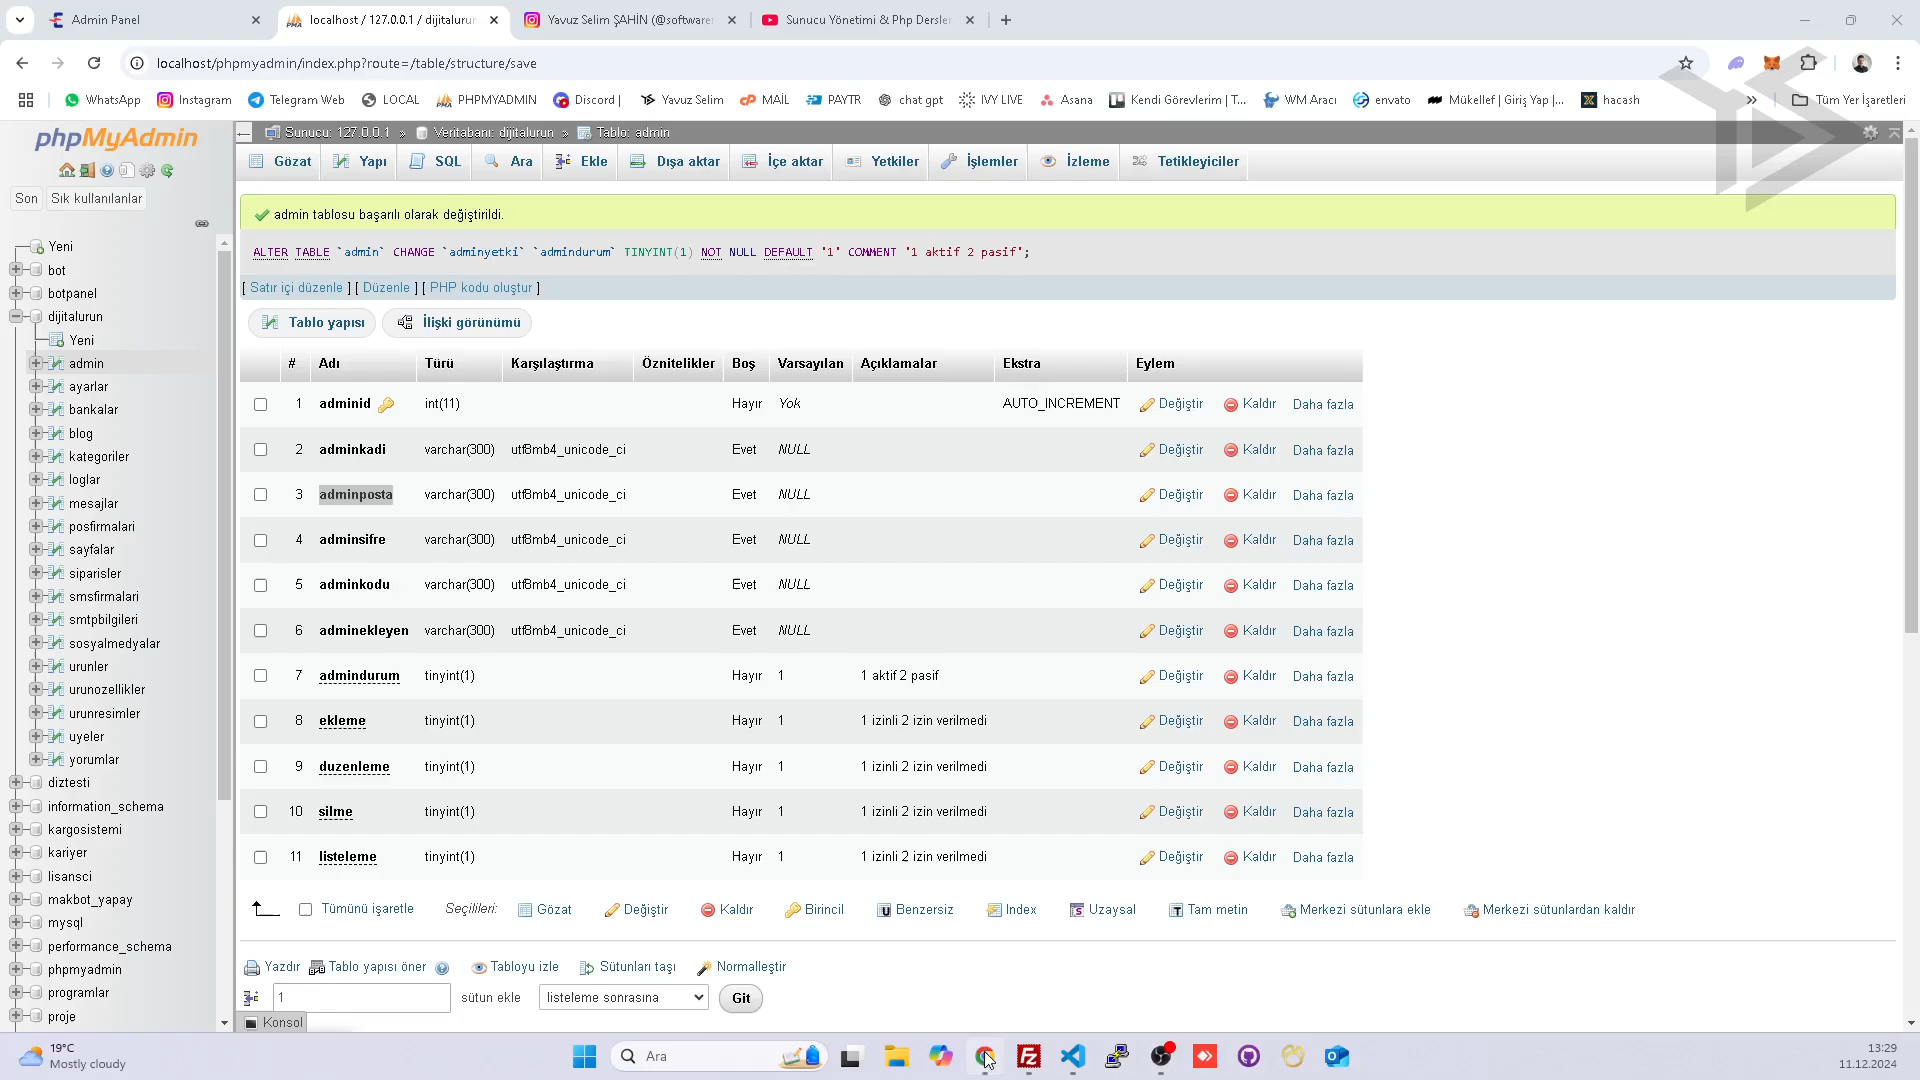 Admin Panel
localhost / 127.0.0.1 / dijitalurun
Yavuz Selim ŞAHİN (@software
Sunucu Yönetimi & Php Dersler
localhost/phpmyadmin/index.php?route=/table/structure/save
WhatsApp
Instagram
Telegram Web
LOCAL
PHPMYADMIN
Discord |
Yavuz Selim
MAİL
PAYTR
chat gpt
IVY LIVE
Asana
Kendi Görevlerim | T...
WM Aracı
envato
Mükellef | Giriş Yap |...
hacash
Tüm Yer İşaretleri
phpMyAdmin
Son
Sık kullanılanlar
Yeni
bot
botpanel
dijitalurun
Yeni
admin
ayarlar
bankalar
blog
kategoriler
loglar
mesajlar
posfirmalari
sayfalar
siparisler
smsfirmalari
smtpbilgileri
sosyalmedyalar
urunler
urunozellikler
urunresimler
uyeler
yorumlar
diztesti
information_schema
kargosistemi
kariyer
lisansci
makbot_yapay
mysql
performance_schema
phpmyadmin
programlar
proje
Sunucu: 127.0.0.1 » Veritabanı: dijitalurun » Tablo: admin
Gözat Yapı SQL Ara Ekle Dışa aktar İçe aktar Yetkiler İşlemler İzleme Tetikleyiciler
admin tablosu başarılı olarak değiştirildi.
ALTER TABLE `admin` CHANGE `adminyetki` `admindurum` TINYINT(1) NOT NULL DEFAULT '1' COMMENT '1 aktif 2 pasif';
[ Satır içi düzenle ] [ Düzenle ] [ PHP kodu oluştur ]
Tablo yapısı İlişki görünümü
# Adı Türü Karşılaştırma Öznitelikler Boş Varsayılan Açıklamalar Ekstra Eylem
1 adminid int(11) Hayır Yok AUTO_INCREMENT Değiştir Kaldır Daha fazla
2 adminkadi varchar(300) utf8mb4_unicode_ci Evet NULL Değiştir Kaldır Daha fazla
3 adminposta varchar(300) utf8mb4_unicode_ci Evet NULL Değiştir Kaldır Daha fazla
4 adminsifre varchar(300) utf8mb4_unicode_ci Evet NULL Değiştir Kaldır Daha fazla
5 adminkodu varchar(300) utf8mb4_unicode_ci Evet NULL Değiştir Kaldır Daha fazla
6 adminekleyen varchar(300) utf8mb4_unicode_ci Evet NULL Değiştir Kaldır Daha fazla
7 admindurum tinyint(1) Hayır 1 1 aktif 2 pasif Değiştir Kaldır Daha fazla
8 ekleme tinyint(1) Hayır 1 1 izinli 2 izin verilmedi Değiştir Kaldır Daha fazla
9 duzenleme tinyint(1) Hayır 1 1 izinli 2 izin verilmedi Değiştir Kaldır Daha fazla
10 silme tinyint(1) Hayır 1 1 izinli 2 izin verilmedi Değiştir Kaldır Daha fazla
11 listeleme tinyint(1) Hayır 1 1 izinli 2 izin verilmedi Değiştir Kaldır Daha fazla
Tümünü işaretle Seçilileri: Gözat Değiştir Kaldır Birincil Benzersiz Index Uzaysal Tam metin Merkezi sütunlara ekle Merkezi sütunlardan kaldır
Yazdır Tablo yapısı öner Tabloyu izle Sütunları taşı Normalleştir
1 sütun ekle listeleme sonrasına Git
Konsol
19°C
Mostly cloudy
Ara
13:29
11.12.2024